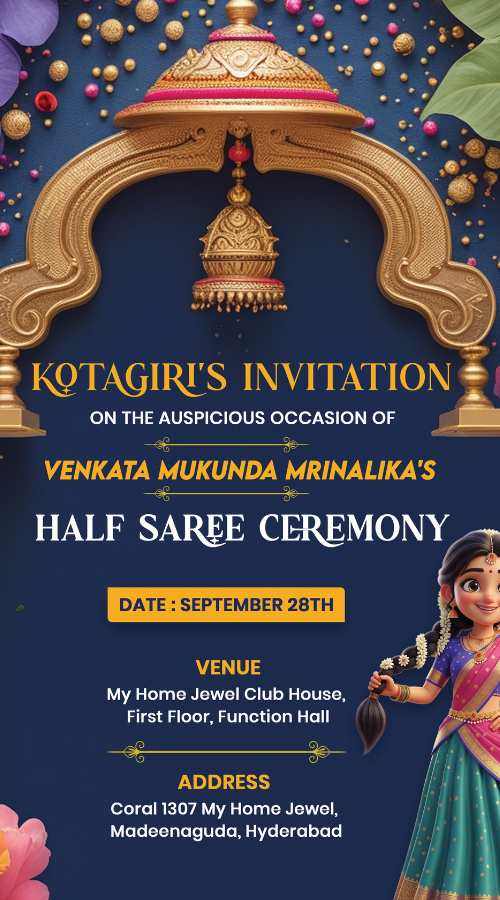 KOTAGIRI'S INVITATION
ON THE AUSPICIOUS OCCASION OF
VENKATA MUKUNDA MRINALIKA'S
HALF SAREE CEREMONY
DATE : SEPTEMBER 28TH
VENUE
My Home Jewel Club House,
First Floor, Function Hall
ADDRESS
Coral 1307 My Home Jewel,
Madeenaguda, Hyderabad